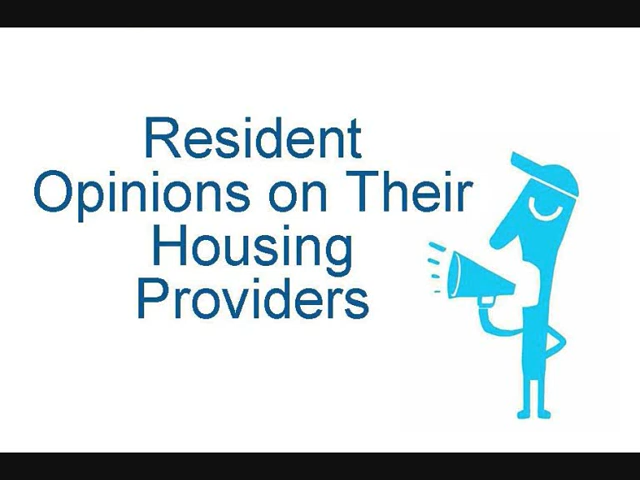 Resident
Opinions on Their
Housing
Providers